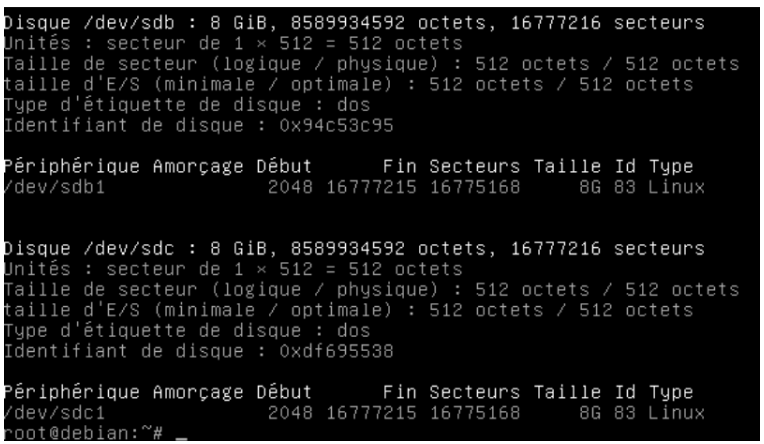 Disque /dev/sdb : 8 GiB, 8589934592 octets, 16777216 secteurs
Unités : secteur de 1 × 512 = 512 octets
Taille de secteur (logique / physique) : 512 octets / 512 octets
taille d'E/S (minimale / optimale) : 512 octets / 512 octets
Type d'étiquette de disque : dos
Identifiant de disque : 0x94c53c95
Périphérique Amorçage Début Fin Secteurs Taille Id Type
/dev/sdb1 2048 16777215 16775168 8G 83 Linux
Disque /dev/sdc : 8 GiB, 8589934592 octets, 16777216 secteurs
Unités : secteur de 1 × 512 = 512 octets
Taille de secteur (logique / physique) : 512 octets / 512 octets
taille d'E/S (minimale / optimale) : 512 octets / 512 octets
Type d'étiquette de disque : dos
Identifiant de disque : 0xdf695538
Périphérique Amorçage Début Fin Secteurs Taille Id Type
/dev/sdc1 2048 16777215 16775168 8G 83 Linux
root@debian:~# _